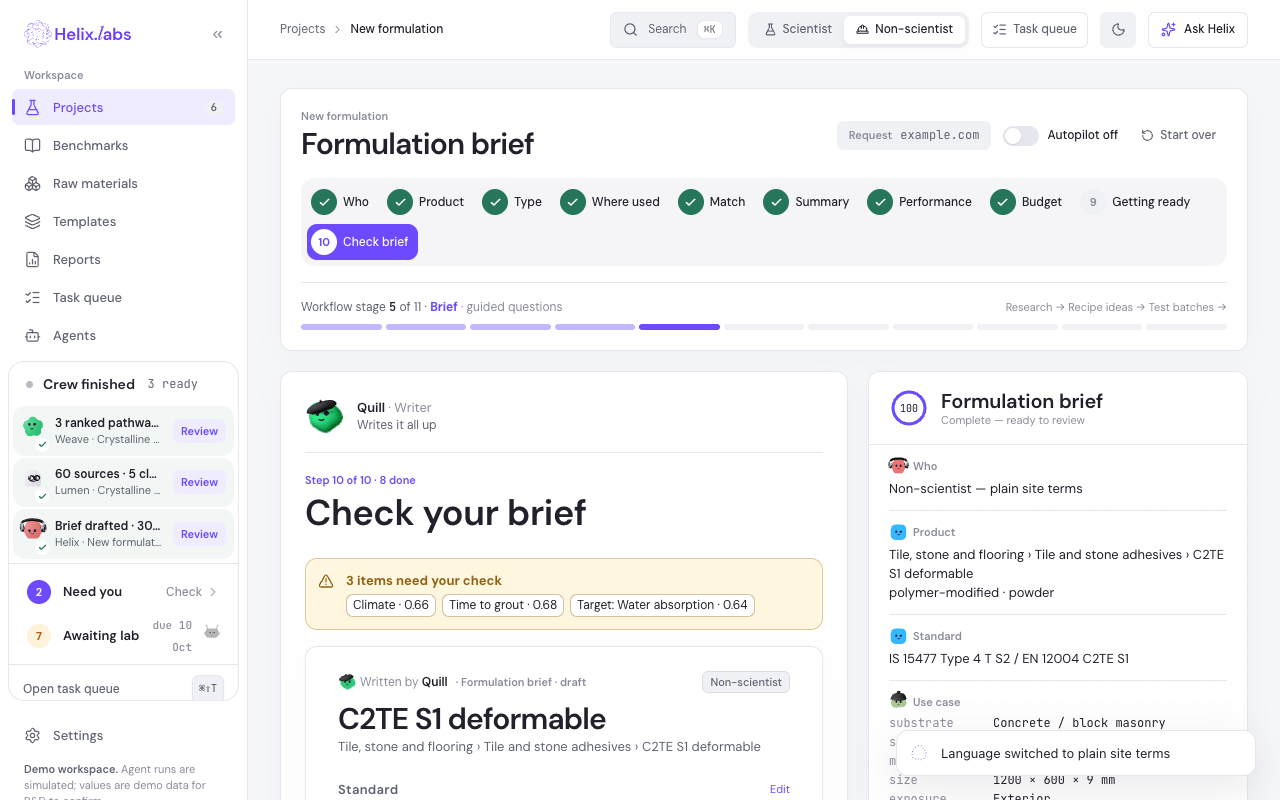 Helix.labs
Workspace
Projects 6
Benchmarks
Raw materials
Templates
Reports
Task queue
Agents
Crew finished 3 ready
3 ranked pathwa...
Weave · Crystalline ...
Review
60 sources · 5 cl...
Lumen · Crystalline ...
Review
Brief drafted · 30...
Helix · New formulat...
Review
2 Need you Check
7 Awaiting lab due 10 Oct
Open task queue ⌘⇧T
Settings
Demo workspace. Agent runs are
simulated; values are demo data for
Projects > New formulation
Search ⌘K
Scientist
Non-scientist
Task queue
Ask Helix
New formulation
Formulation brief
Request example.com
Autopilot off
Start over
Who
Product
Type
Where used
Match
Summary
Performance
Budget
9 Getting ready
10 Check brief
Workflow stage 5 of 11 · Brief · guided questions
Research → Recipe ideas → Test batches →
Quill · Writer
Writes it all up
Step 10 of 10 · 8 done
Check your brief
3 items need your check
Climate · 0.66
Time to grout · 0.68
Target: Water absorption · 0.64
Written by Quill · Formulation brief · draft
Non-scientist
C2TE S1 deformable
Tile, stone and flooring › Tile and stone adhesives › C2TE S1 deformable
Standard Edit
100
Formulation brief
Complete — ready to review
Who
Non-scientist — plain site terms
Product
Tile, stone and flooring › Tile and stone adhesives › C2TE
S1 deformable
polymer-modified · powder
Standard
IS 15477 Type 4 T S2 / EN 12004 C2TE S1
Use case
substrate Concrete / block masonry
Language switched to plain site terms
size 1200 × 600 × 9 mm
exposure Exterior